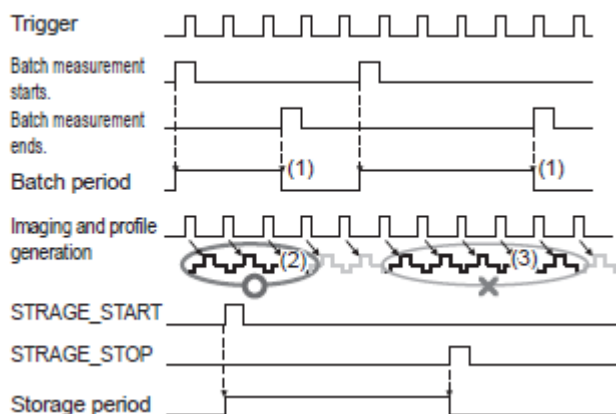 Trigger
Batch measurement
starts.
Batch measurement
ends.
(1)
(1)
Batch period
Imaging and profile
generation
(2)
(3)
STRAGE_START
STRAGE_STOP
Storage period